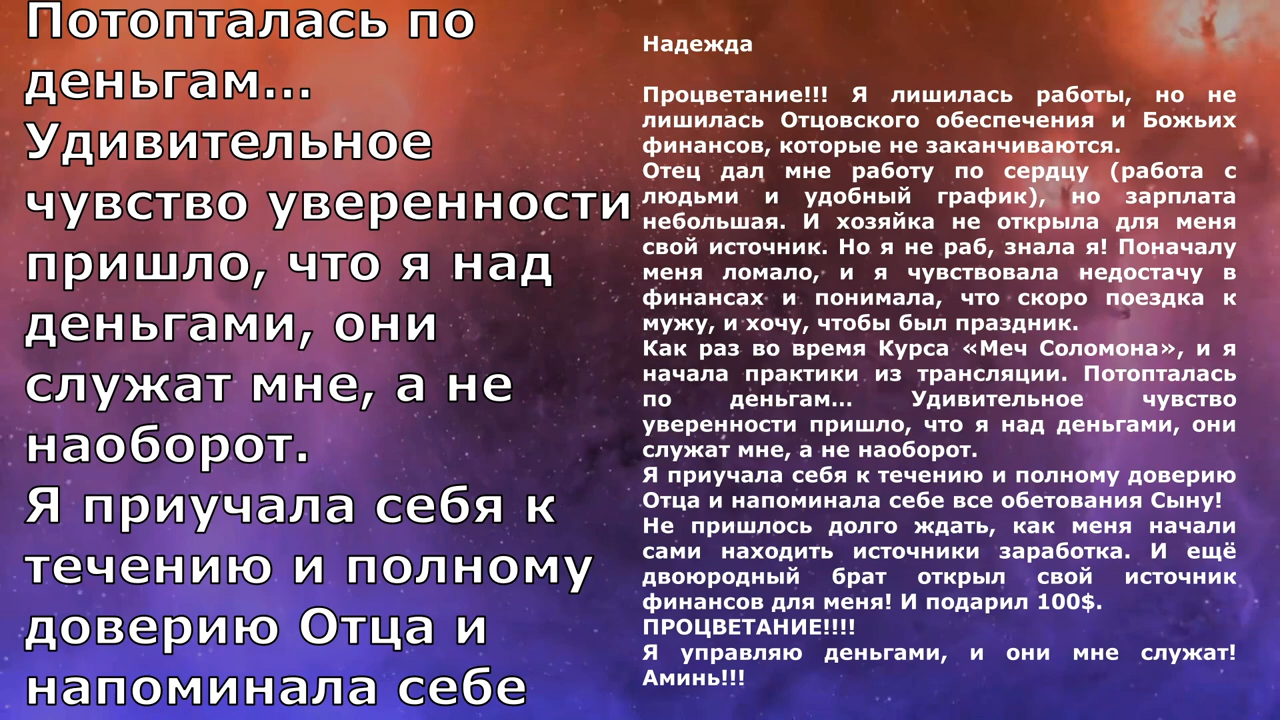 Потопталась по
деньгам...
Удивительное
чувство уверенности
пришло, что я над
деньгами, они
служат мне, а не
наоборот.
Я приучала себя к
течению и полному
доверию Отца и
напоминала себе
Надежда
Процветание!!! Я лишилась работы, но не
лишилась Отцовского обеспечения и Божьих
финансов, которые не заканчиваются.
Отец дал мне работу по сердцу (работа с
людьми и удобный график), но зарплата
небольшая. И хозяйка не открыла для меня
свой источник. Но я не раб, знала я! Поначалу
меня ломало, и я чувствовала недостачу в
финансах и понимала, что скоро поездка к
мужу, и хочу, чтобы был праздник.
Как раз во время Курса «Меч Соломона», и я
начала практики из трансляции. Потопталась
по деньгам... Удивительное чувство
уверенности пришло, что я над деньгами, они
служат мне, а не наоборот.
Я приучала себя к течению и полному доверию
Отца и напоминала себе все обетования Сыну!
Не пришлось долго ждать, как меня начали
сами находить источники заработка. И ещё
двоюродный брат открыл свой источник
финансов для меня! И подарил 100$.
ПРОЦВЕТАНИЕ!!!!
Я управляю деньгами, и они мне служат!
Аминь!!!